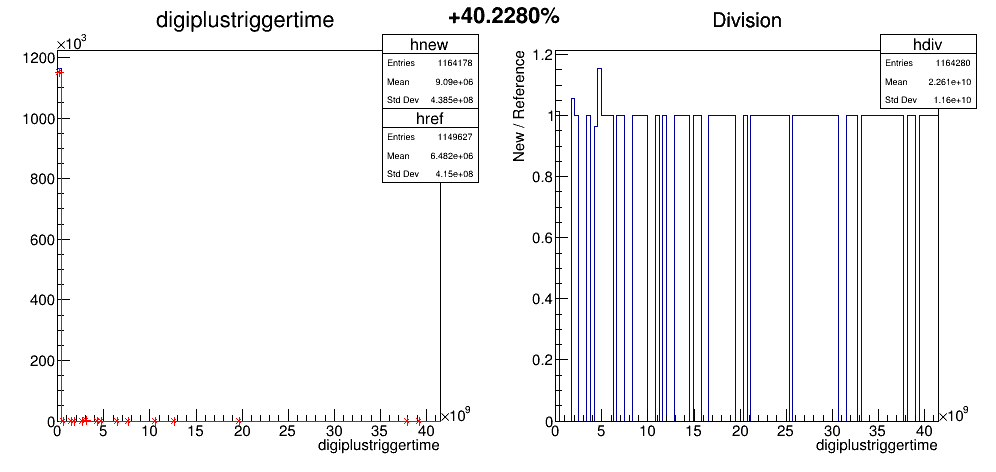 digiplustriggertime
+40.2280%
Division
×10³
hnew
Entries 1164178
Mean 9.09e+06
Std Dev 4.385e+08
href
Entries 1149627
Mean 6.482e+06
Std Dev 4.15e+08
1200
1000
800
600
400
200
0
0 5 10 15 20 25 30 35 40
×10⁹
digiplustriggertime
hdiv
Entries 1164280
Mean 2.261e+10
Std Dev 1.16e+10
New / Reference
1.2
1
0.8
0.6
0.4
0.2
0
0 5 10 15 20 25 30 35 40
×10⁹
digiplustriggertime